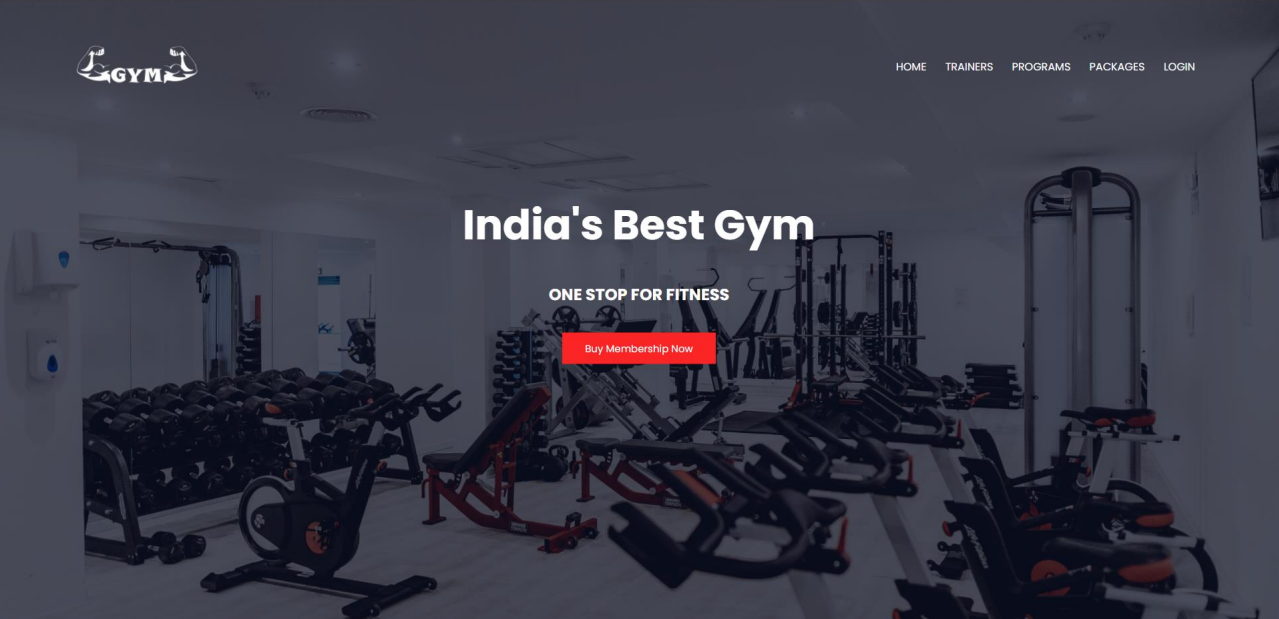 GYM
HOME TRAINERS PROGRAMS PACKAGES LOGIN
India's Best Gym
ONE STOP FOR FITNESS
Buy Membership Now